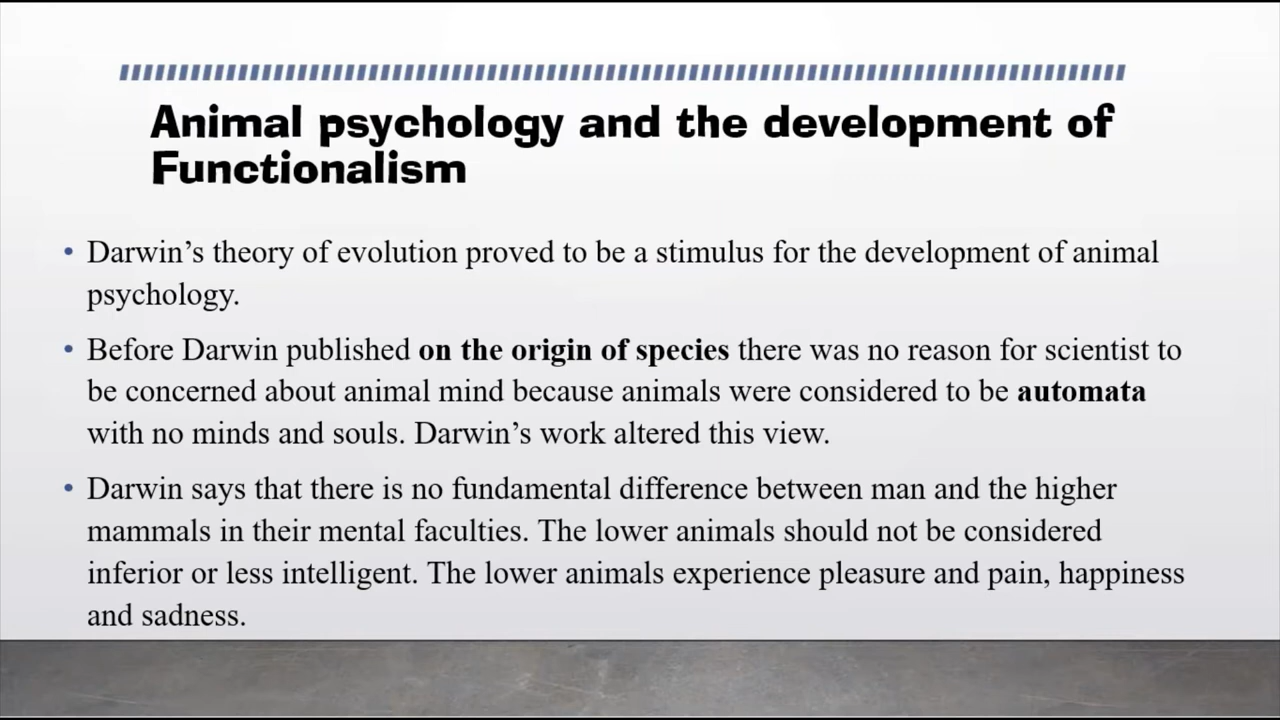 Animal psychology and the development of
Functionalism
• Darwin’s theory of evolution proved to be a stimulus for the development of animal
psychology.
• Before Darwin published on the origin of species there was no reason for scientist to
be concerned about animal mind because animals were considered to be automata
with no minds and souls. Darwin’s work altered this view.
• Darwin says that there is no fundamental difference between man and the higher
mammals in their mental faculties. The lower animals should not be considered
inferior or less intelligent. The lower animals experience pleasure and pain, happiness
and sadness.